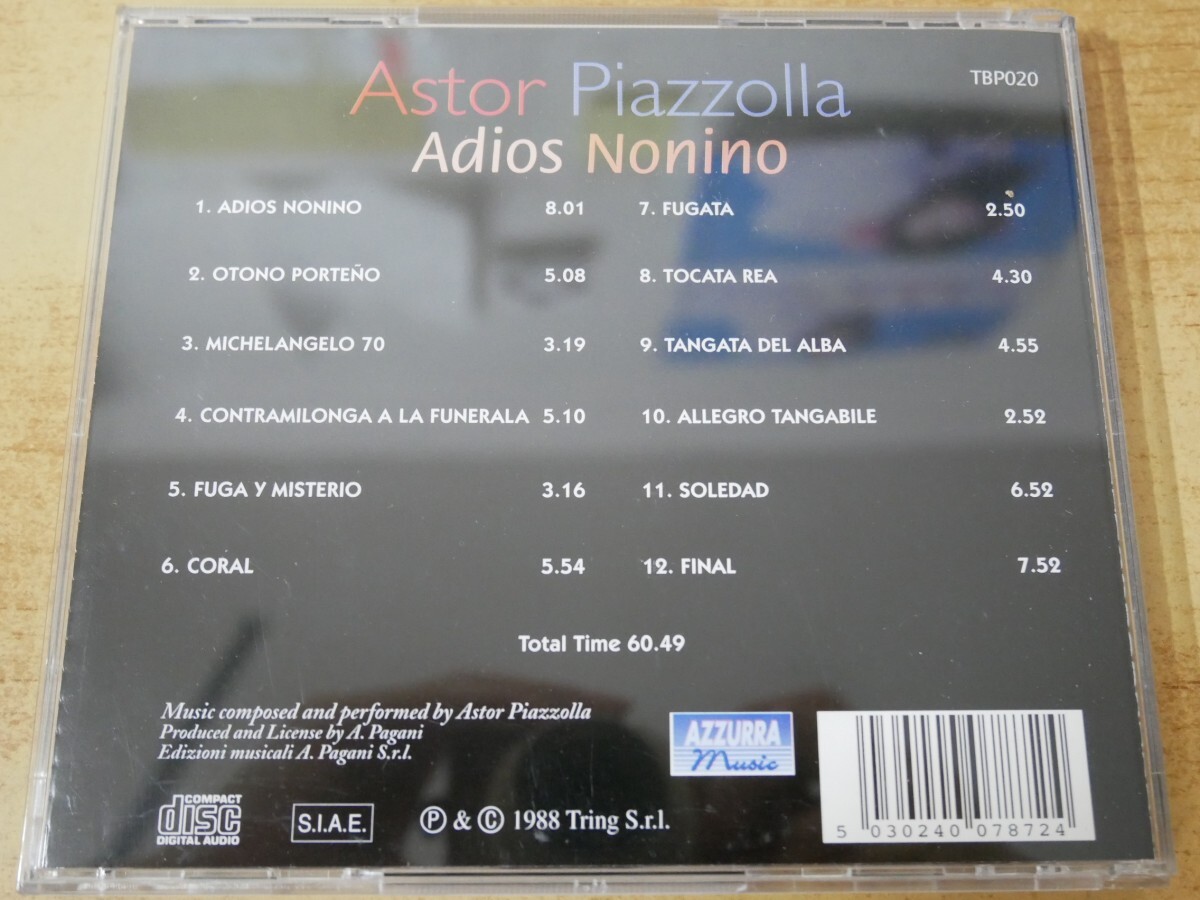 Astor Piazzolla
TBP020
Adios Nonino
1. ADIOS NONINO 8.01
2. OTONO PORTEÑO 5.08
3. MICHELANGELO 70 3.19
4. CONTRAMILONGA A LA FUNERALA 5.10
5. FUGA Y MISTERIO 3.16
6. CORAL 5.54
7. FUGATA 2.50
8. TOCATA REA 4.30
9. TANGATA DEL ALBA 4.55
10. ALLEGRO TANGABILE 2.52
11. SOLEDAD 6.52
12. FINAL 7.52
Total Time 60.49
Music composed and performed by Astor Piazzolla
Produced and License by A. Pagani
Edizioni musicali A. Pagani S.r.l.
AZZURRA
Music
COMPACT
disc
DIGITAL AUDIO
S.I.A.E.
Ⓟ & © 1988 Tring S.r.l.
5 030240 078724